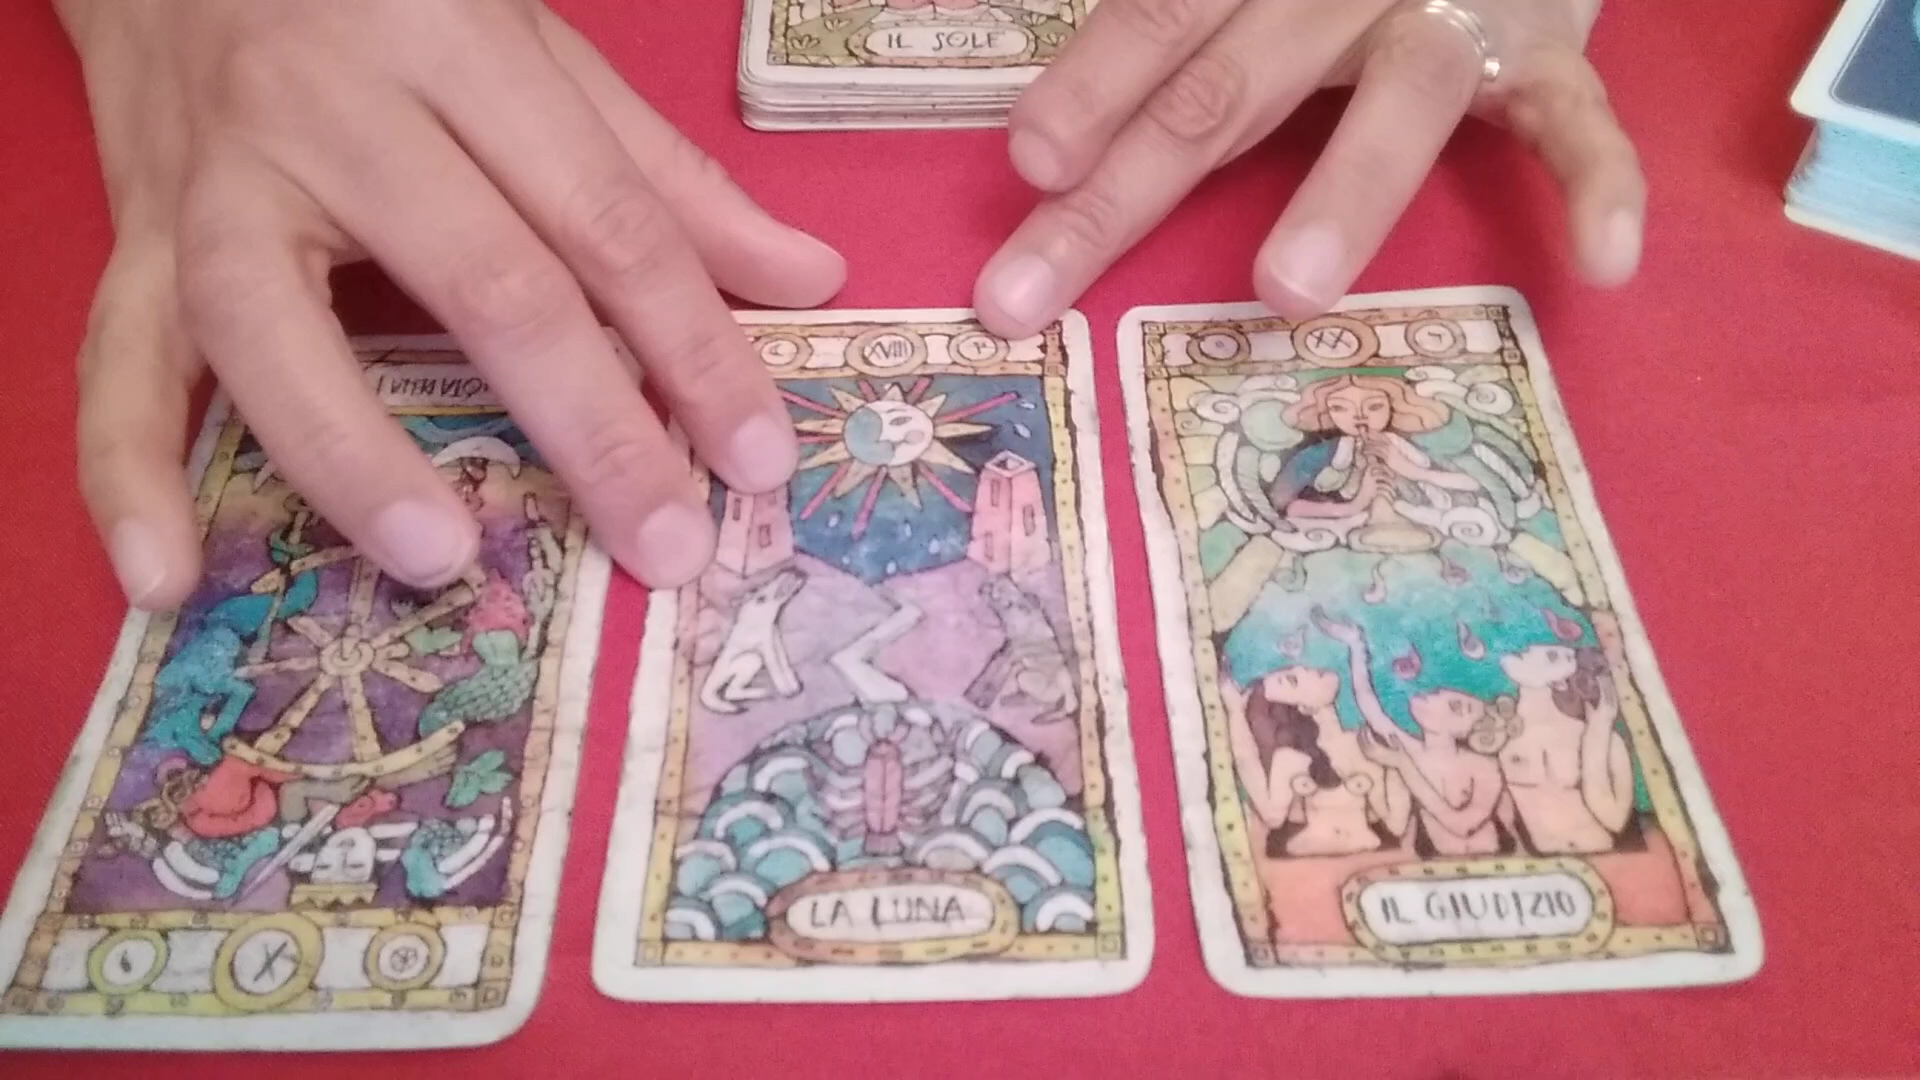 IL SOLE
XVIII
XX
LA LUNA
IL GIUDIZIO
X